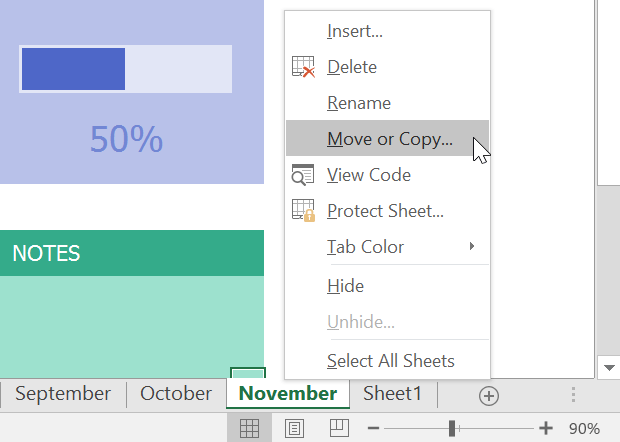 Insert...
Delete
Rename
50%
Move or Copy...
View Code
Protect Sheet...
Tab Color
NOTES
Hide
Unhide...
Select All Sheets
September October November Sheet1
90%